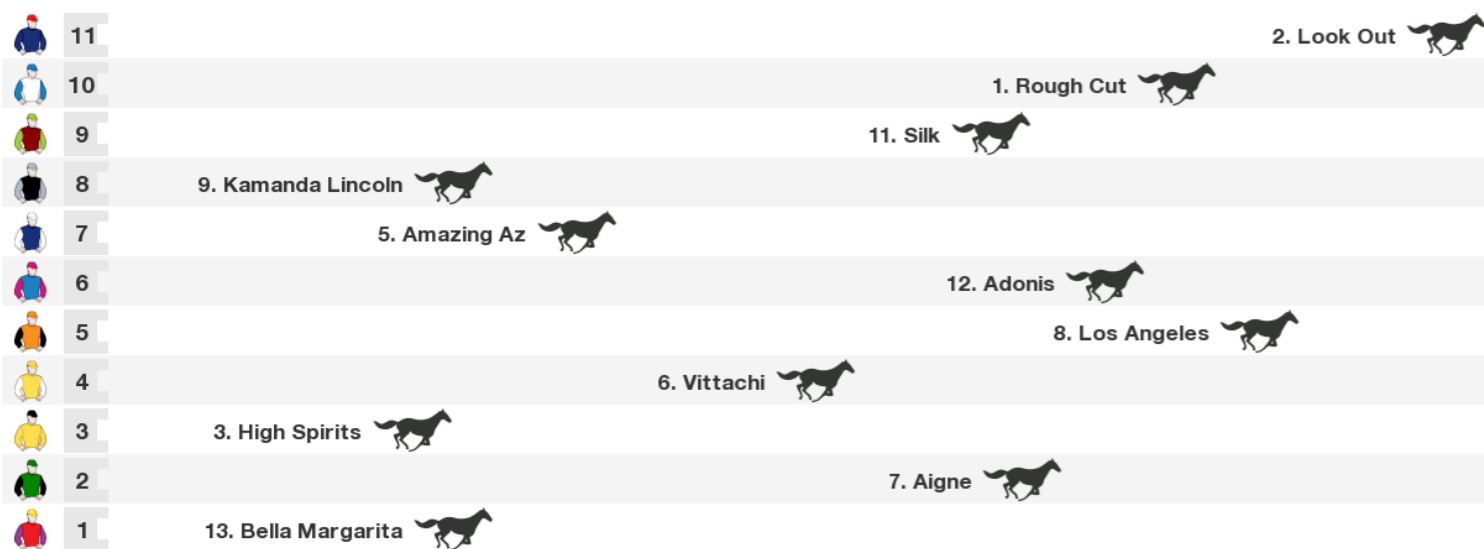 11 2. Look Out
10 1. Rough Cut
9 11. Silk
8 9. Kamanda Lincoln
7 5. Amazing Az
6 12. Adonis
5 8. Los Angeles
4 6. Vittachi
3 3. High Spirits
2 7. Aigne
1 13. Bella Margarita